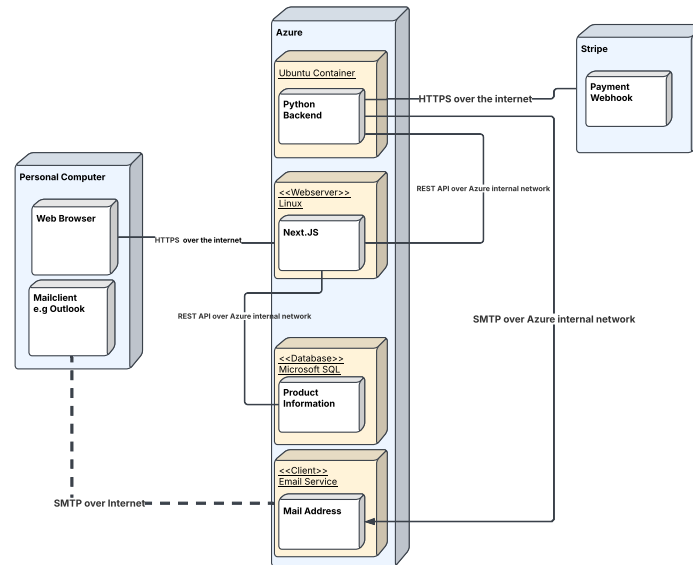 Azure
Ubuntu Container
Python
Backend
HTTPS over the internet
Stripe
Payment
Webhook
Personal Computer
Web Browser
HTTPS  over the internet
<<Webserver>>
Linux
Next.JS
REST API over Azure internal network
Mailclient
e.g Outlook
REST API over Azure internal network
SMTP over Azure internal network
<<Database>>
Microsoft SQL
Product
Information
<<Client>>
Email Service
Mail Address
SMTP over Internet